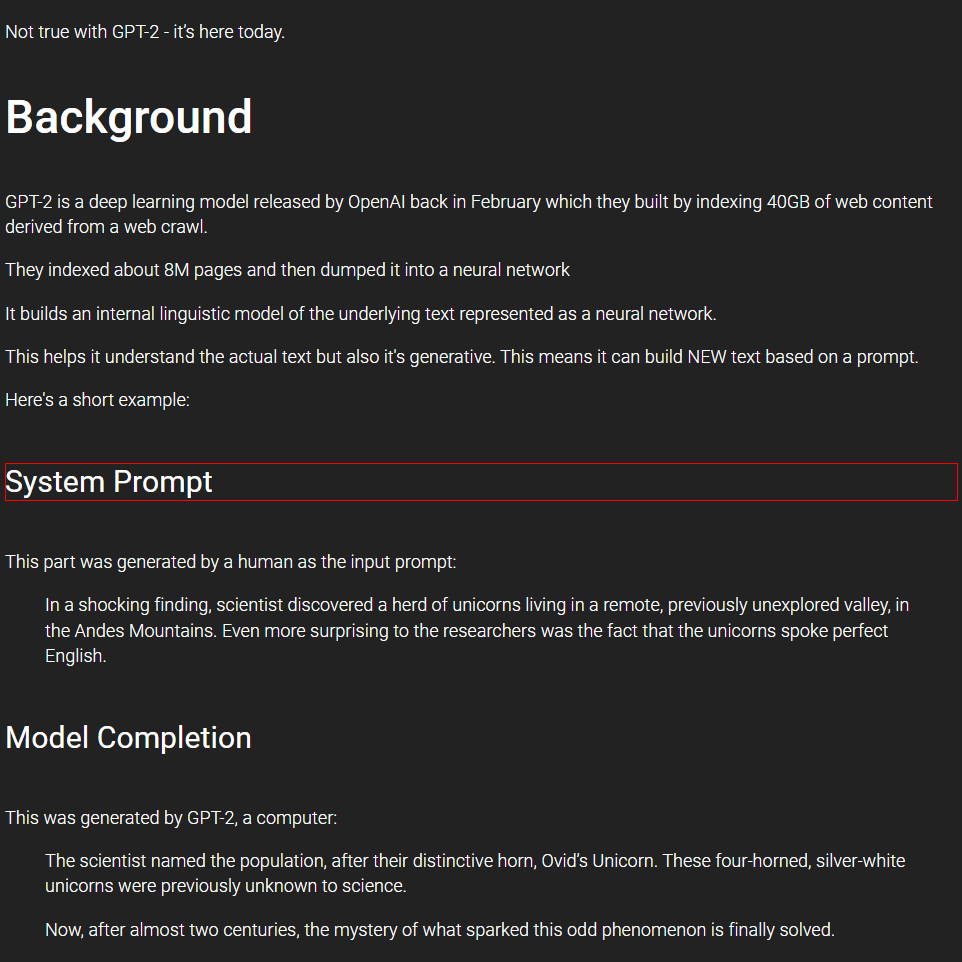 Not true with GPT-2 - it’s here today.
Background
GPT-2 is a deep learning model released by OpenAI back in February which they built by indexing 40GB of web content
derived from a web crawl.
They indexed about 8M pages and then dumped it into a neural network
It builds an internal linguistic model of the underlying text represented as a neural network.
This helps it understand the actual text but also it's generative. This means it can build NEW text based on a prompt.
Here's a short example:
System Prompt
This part was generated by a human as the input prompt:
In a shocking finding, scientist discovered a herd of unicorns living in a remote, previously unexplored valley, in
the Andes Mountains. Even more surprising to the researchers was the fact that the unicorns spoke perfect
English.
Model Completion
This was generated by GPT-2, a computer:
The scientist named the population, after their distinctive horn, Ovid’s Unicorn. These four-horned, silver-white
unicorns were previously unknown to science.
Now, after almost two centuries, the mystery of what sparked this odd phenomenon is finally solved.